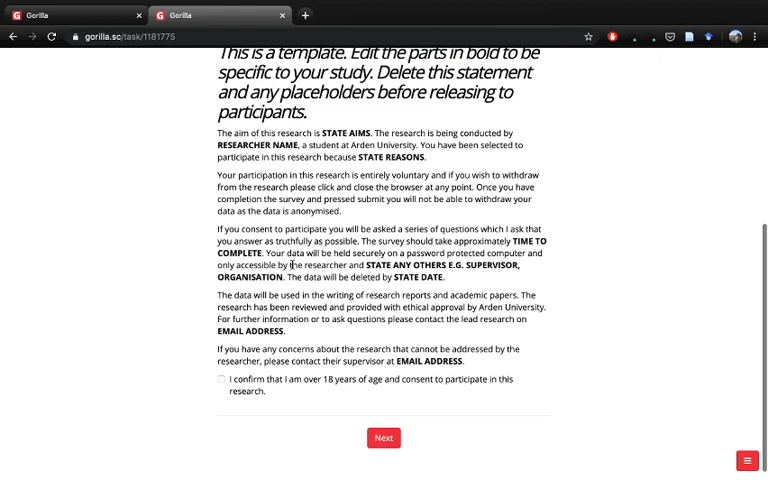 Gorilla
Gorilla
gorilla.sc/task/1181775
This is a template. Edit the parts in bold to be
specific to your study. Delete this statement
and any placeholders before releasing to
participants.
The aim of this research is STATE AIMS. The research is being conducted by
RESEARCHER NAME, a student at Arden University. You have been selected to
participate in this research because STATE REASONS.
Your participation in this research is entirely voluntary and if you wish to withdraw
from the research please click and close the browser at any point. Once you have
completion the survey and pressed submit you will not be able to withdraw your
data as the data is anonymised.
If you consent to participate you will be asked a series of questions which I ask that
you answer as truthfully as possible. The survey should take approximately TIME TO
COMPLETE. Your data will be held securely on a password protected computer and
only accessible by the researcher and STATE ANY OTHERS E.G. SUPERVISOR,
ORGANISATION. The data will be deleted by STATE DATE.
The data will be used in the writing of research reports and academic papers. The
research has been reviewed and provided with ethical approval by Arden University.
For further information or to ask questions please contact the lead research on
EMAIL ADDRESS.
If you have any concerns about the research that cannot be addressed by the
researcher, please contact their supervisor at EMAIL ADDRESS.
I confirm that I am over 18 years of age and consent to participate in this
research.
Next